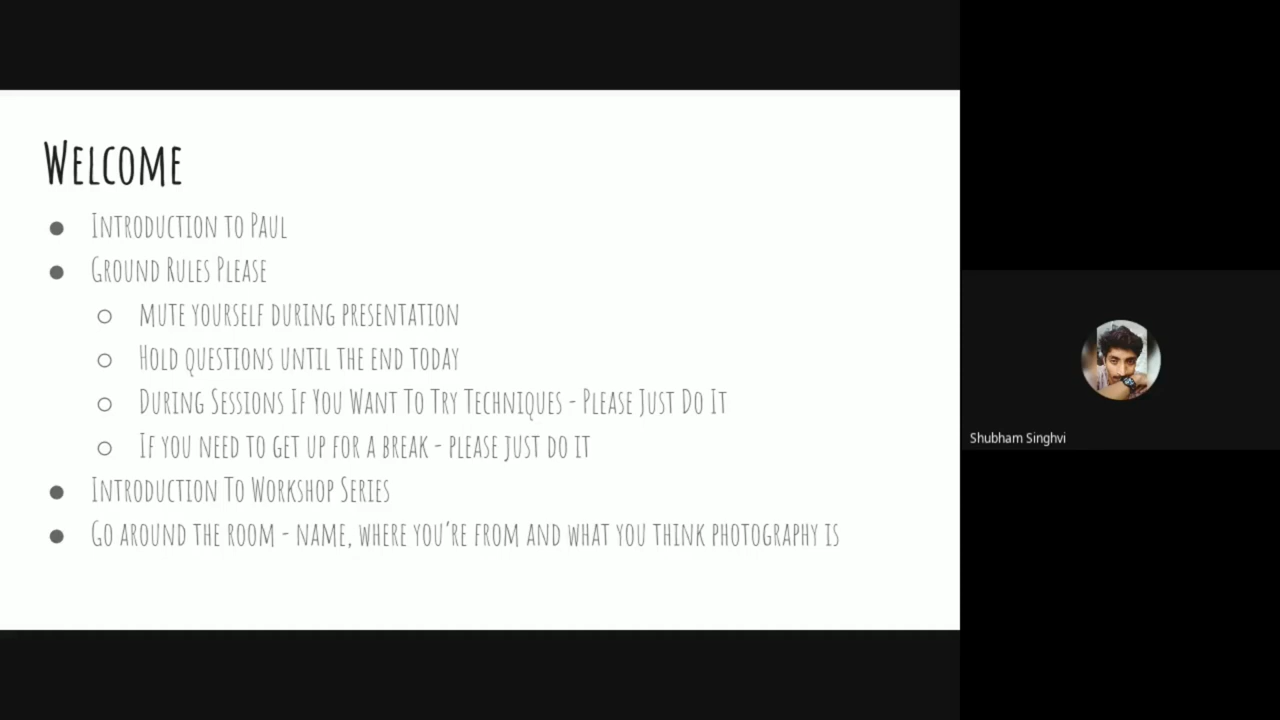 Welcome
● Introduction to Paul
● Ground Rules Please
○ mute yourself during presentation
○ Hold questions until the end today
○ During Sessions If You Want To Try Techniques - Please Just Do It
○ If you need to get up for a break - please just do it
● Introduction To Workshop Series
● Go around the room - name, where you're from and what you think photography is
Shubham Singhvi